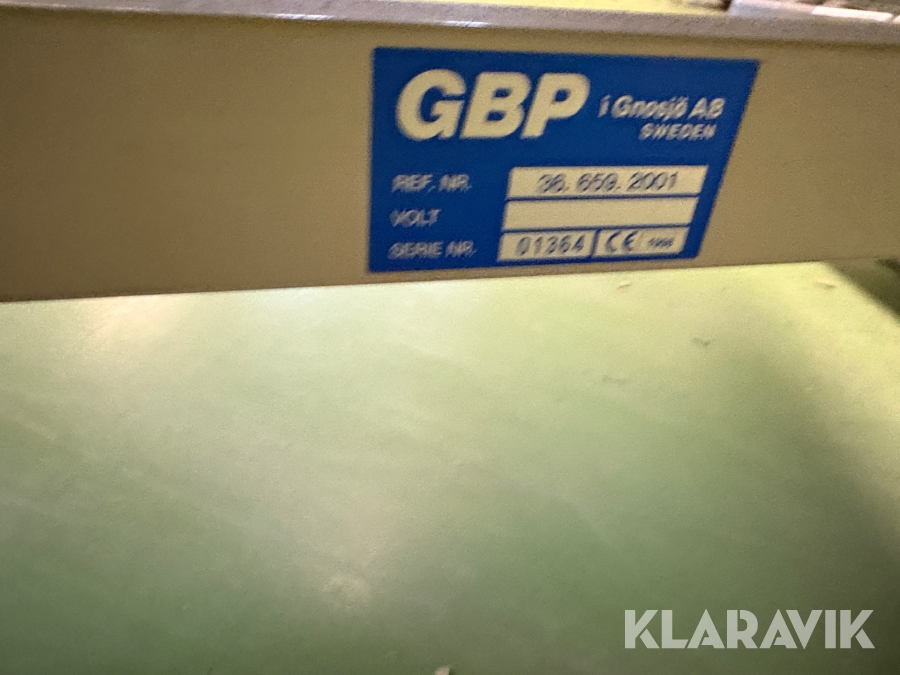 GBP i Gnosjö AB
SWEDEN
REF. NR. 36. 659. 2001
VOLT
SERIE NR. 01364 CE
KLARAVIK